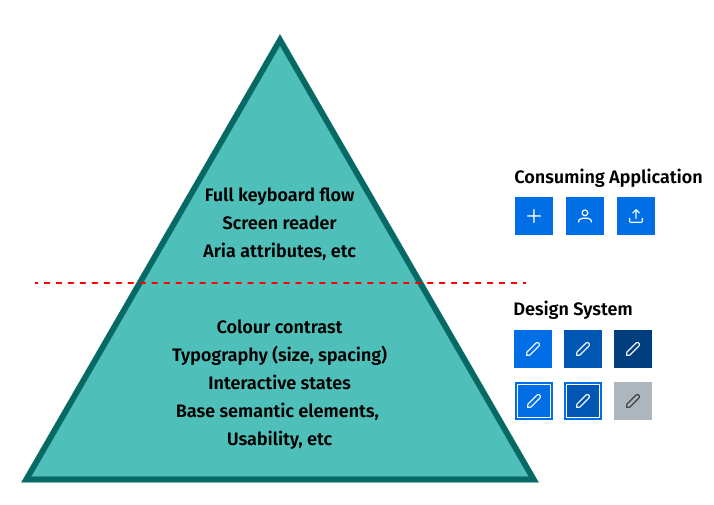 Full keyboard flow
Screen reader
Aria attributes, etc
Consuming Application
Colour contrast
Typography (size, spacing)
Interactive states
Base semantic elements,
Usability, etc
Design System